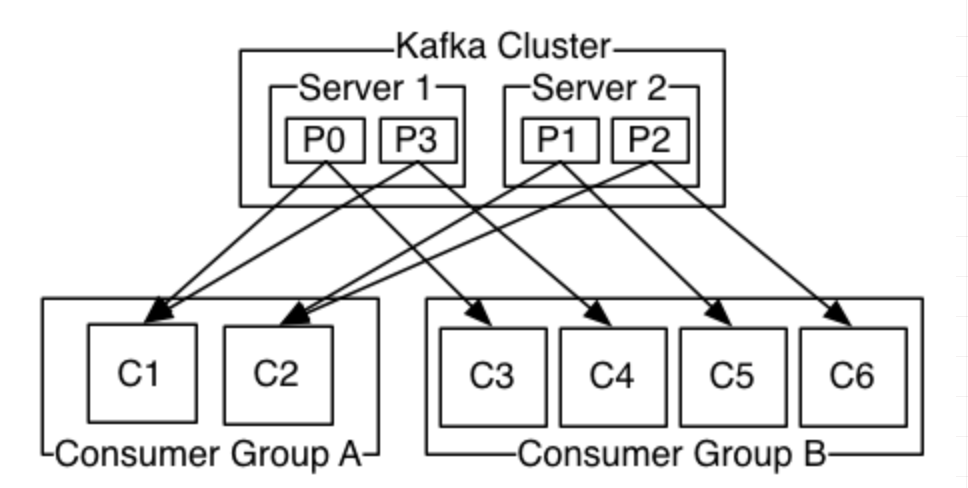 Kafka Cluster
Server 1
Server 2
P0
P3
P1
P2
C1
C2
C3
C4
C5
C6
Consumer Group A
Consumer Group B